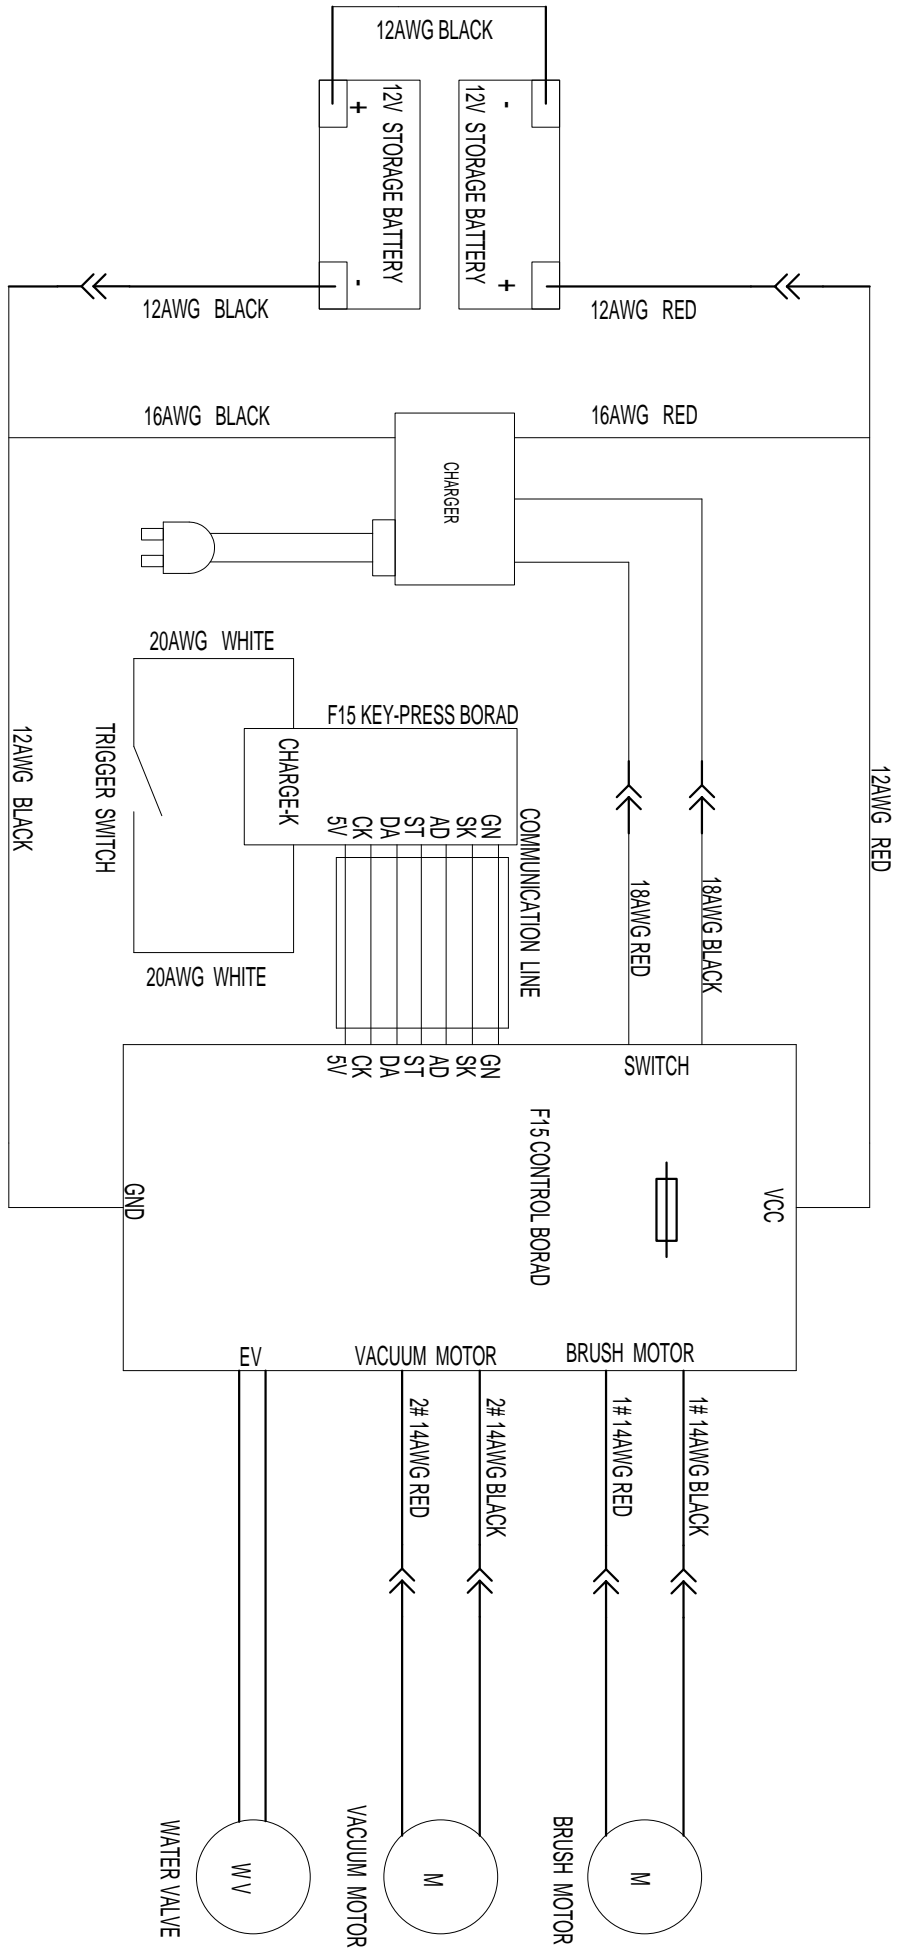 12AWG BLACK
+
-
12V STORAGE BATTERY
12V STORAGE BATTERY
-
+
12AWG BLACK
12AWG RED
16AWG BLACK
16AWG RED
CHARGER
20AWG WHITE
F15 KEY-PRESS BORAD
CHARGE-K
5V
CK
DA
ST
AD
SK
GN
TRIGGER SWITCH
12AWG BLACK
12AWG RED
COMMUNICATION LINE
18AWG RED
18AWG BLACK
20AWG WHITE
5V
CK
DA
ST
AD
SK
GN
SWITCH
F15 CONTROL BORAD
GND
VCC
EV
VACUUM MOTOR
BRUSH MOTOR
2# 14AWG RED
2# 14AWG BLACK
1# 14AWG RED
1# 14AWG BLACK
W V
M
M
WATER VALVE
VACUUM MOTOR
BRUSH MOTOR